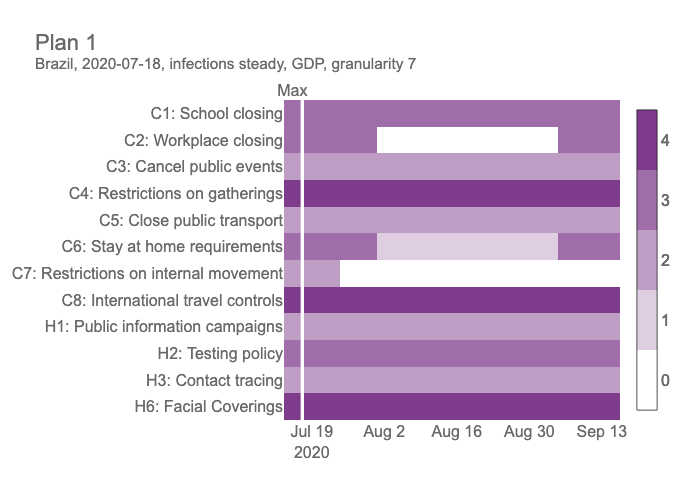 Plan 1
Brazil, 2020-07-18, infections steady, GDP, granularity 7
Max
C1: School closing
C2: Workplace closing
C3: Cancel public events
C4: Restrictions on gatherings
C5: Close public transport
C6: Stay at home requirements
C7: Restrictions on internal movement
C8: International travel controls
H1: Public information campaigns
H2: Testing policy
H3: Contact tracing
H6: Facial Coverings
Jul 19 Aug 2 Aug 16 Aug 30 Sep 13
2020
4
3
2
1
0